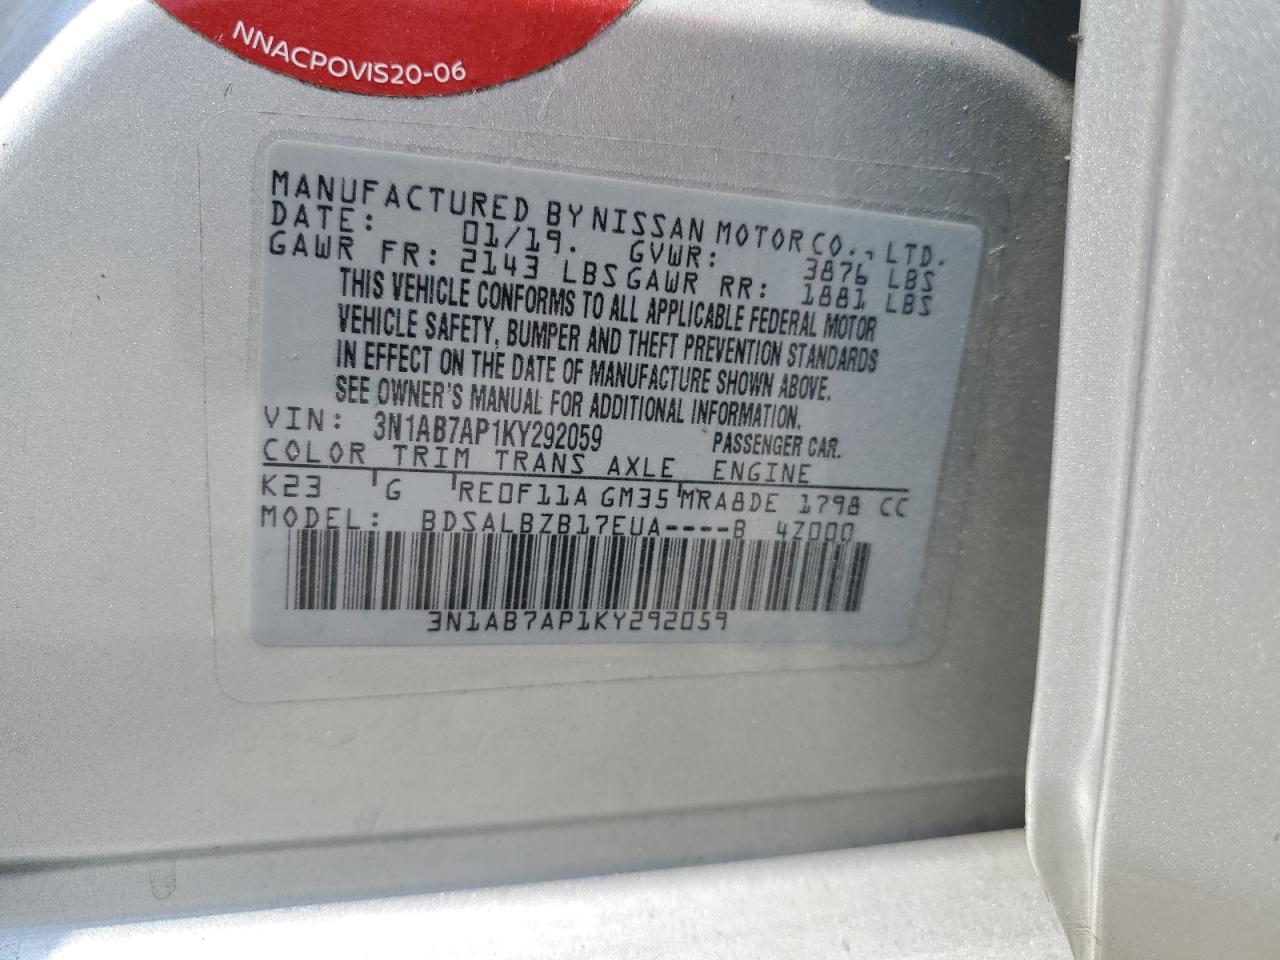 NNACPOVIS20-06
MANUFACTURED BY NISSAN MOTOR CO., LTD.
DATE: 01/19. GVWR: 3876 LBS
GAWR FR: 2143 LBS GAWR RR: 1881 LBS
THIS VEHICLE CONFORMS TO ALL APPLICABLE FEDERAL MOTOR
VEHICLE SAFETY, BUMPER AND THEFT PREVENTION STANDARDS
IN EFFECT ON THE DATE OF MANUFACTURE SHOWN ABOVE.
SEE OWNER'S MANUAL FOR ADDITIONAL INFORMATION.
VIN: 3N1AB7AP1KY292059 PASSENGER CAR.
COLOR TRIM TRANS AXLE ENGINE
K23 G RE0F11A GM35 MRA8DE 1798 CC
MODEL: BDSALBZB17EUA----B 4Z000
3N1AB7AP1KY292059